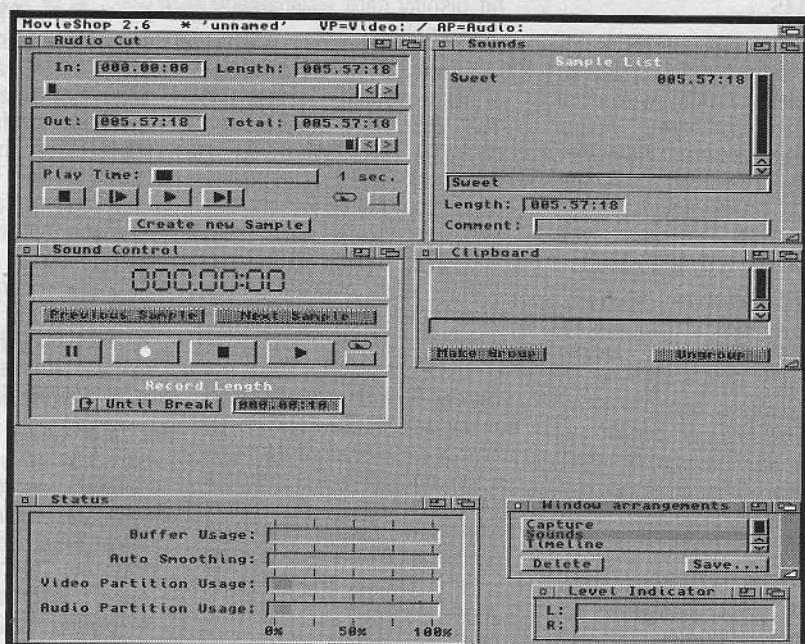 MovieShop 2.6 * 'unnamed' VP=Video: / AP=Audio:
Audio Cut
In: 000.00:00 Length: 005.57:18
< >
Out: 005.57:18 Total: 005.57:18
< >
Play Time: 1 sec.
Create new Sample
Sounds
Sample List
Sweet 005.57:18
Sweet
Length: 005.57:18
Comment:
Sound Control
000.00:00
Previous Sample Next Sample
Record Length
Until Break 000.00:10
Clipboard
Make Group Ungroup
Status
Buffer Usage:
Auto Smoothing:
Video Partition Usage:
Audio Partition Usage:
0% 50% 100%
Window arrangements
Capture
Sounds
Timeline
Delete Save...
Level Indicator
L:
R: